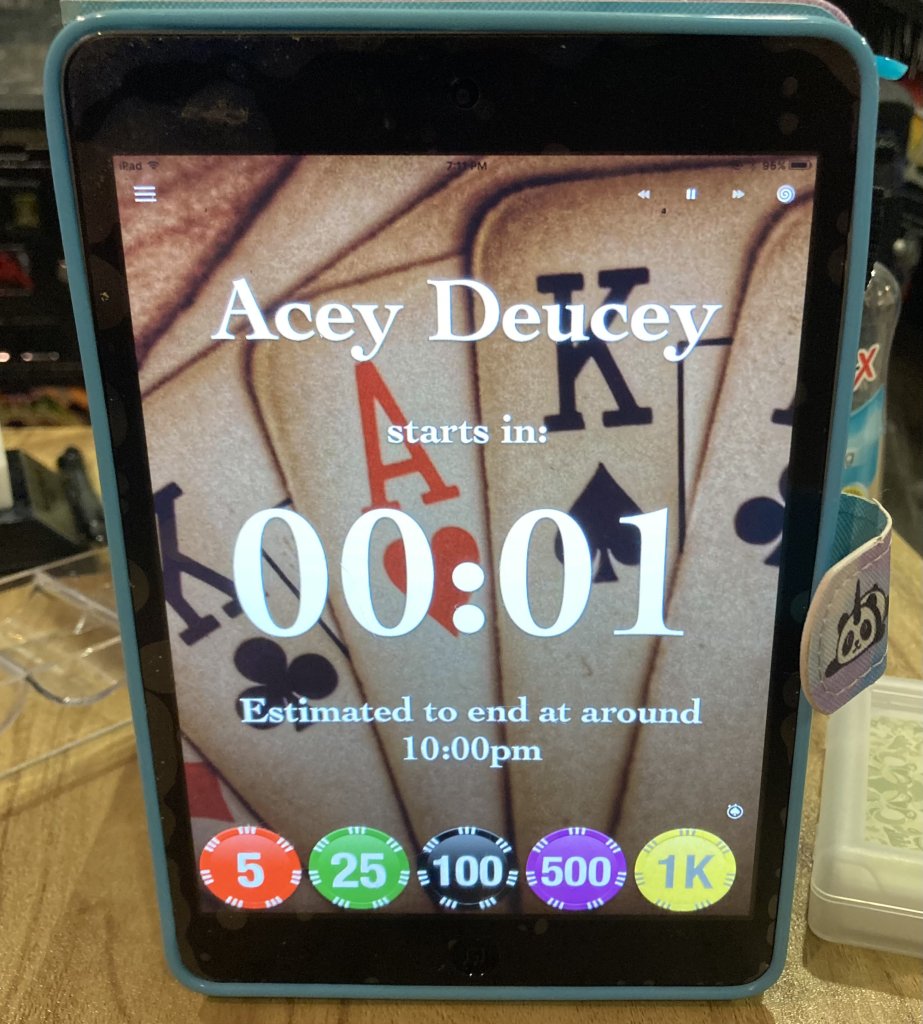 iPad 7:11 PM 95%
Acey Deucey
K
A
starts in:
00:01
K
Estimated to end at around
10:00pm
5 25 100 500 1K